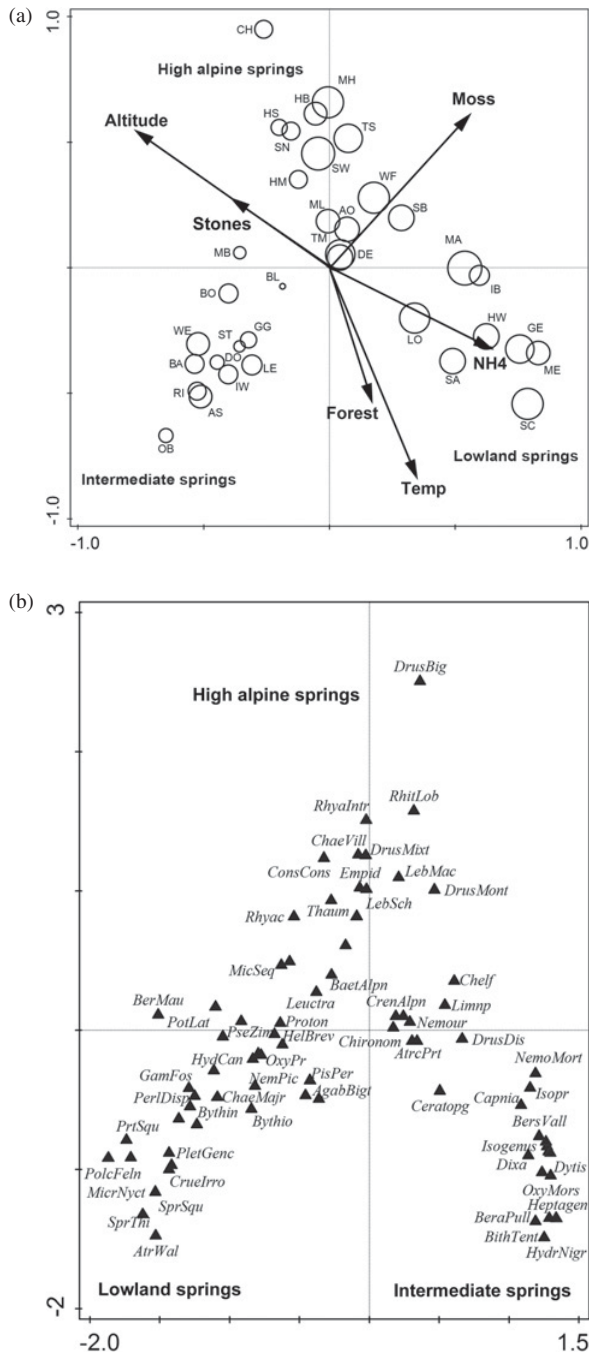 (a)
1.0
CH
High alpine springs
MH
HB
Moss
HS
TS
Altitude
SN
SW
HM
WF
ML
AO
SB
Stones
TM
DE
MA
MB
BL
IB
BO
HW
GE
WE
ST
GG
LO
BA
DO
LE
NH4
ME
SA
IW
RI
AS
Forest
SC
OB
Intermediate springs
Lowland springs
Temp
-1.0
-1.0
1.0
(b)
3
DrusBig
High alpine springs
RhitLob
RhyaIntr
ChaeVill
DrusMixt
ConsCons
Empid
LebMac
DrusMont
Thaum
LebSch
Rhyac
MicSeq
BaetAlpn
Chelf
BerMau
Leuctra
CrenAlpn
Limnp
PotLat
Proton
Nemour
PseZim
HelBrev
Chironom
DrusDis
AtrcPrt
HydCan
OxyPr
NemoMort
GamFos
NemPic
PisPer
Isopr
PerlDisp
ChaeMajr
AgabBigt
Ceratopg
Capnia
Bythin
Bythio
BersVall
PrtSqu
Isogenus
PletGenc
PolcFeln
Dixa
Dytis
CrueIrro
MicrNyct
OxyMors
SprSqu
Heptagen
SprThi
BeraPull
AtrWal
BithTent
HydrNigr
Lowland springs
Intermediate springs
-2
-2.0
1.5